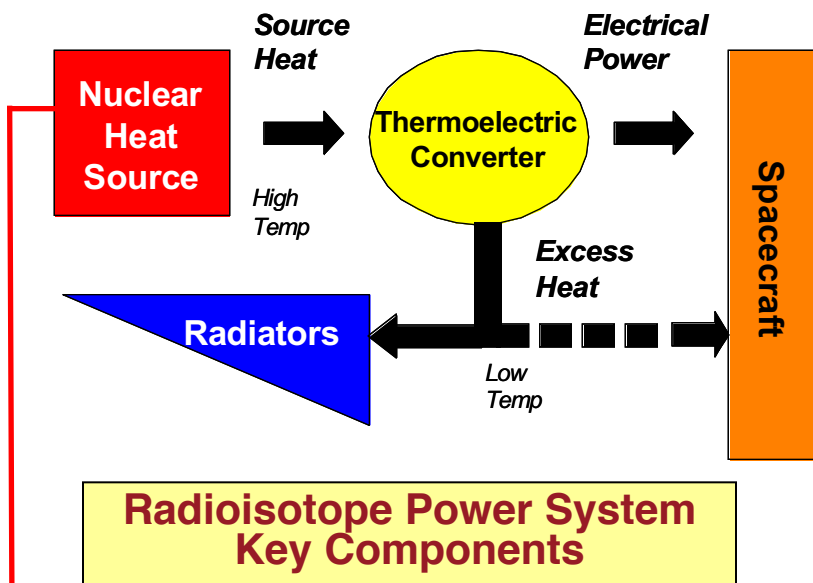 Source
Heat
Electrical
Power
Nuclear
Heat
Source
Thermoelectric
Converter
High
Temp
Spacecraft
Excess
Heat
Radiators
Low
Temp
Radioisotope Power System
Key Components